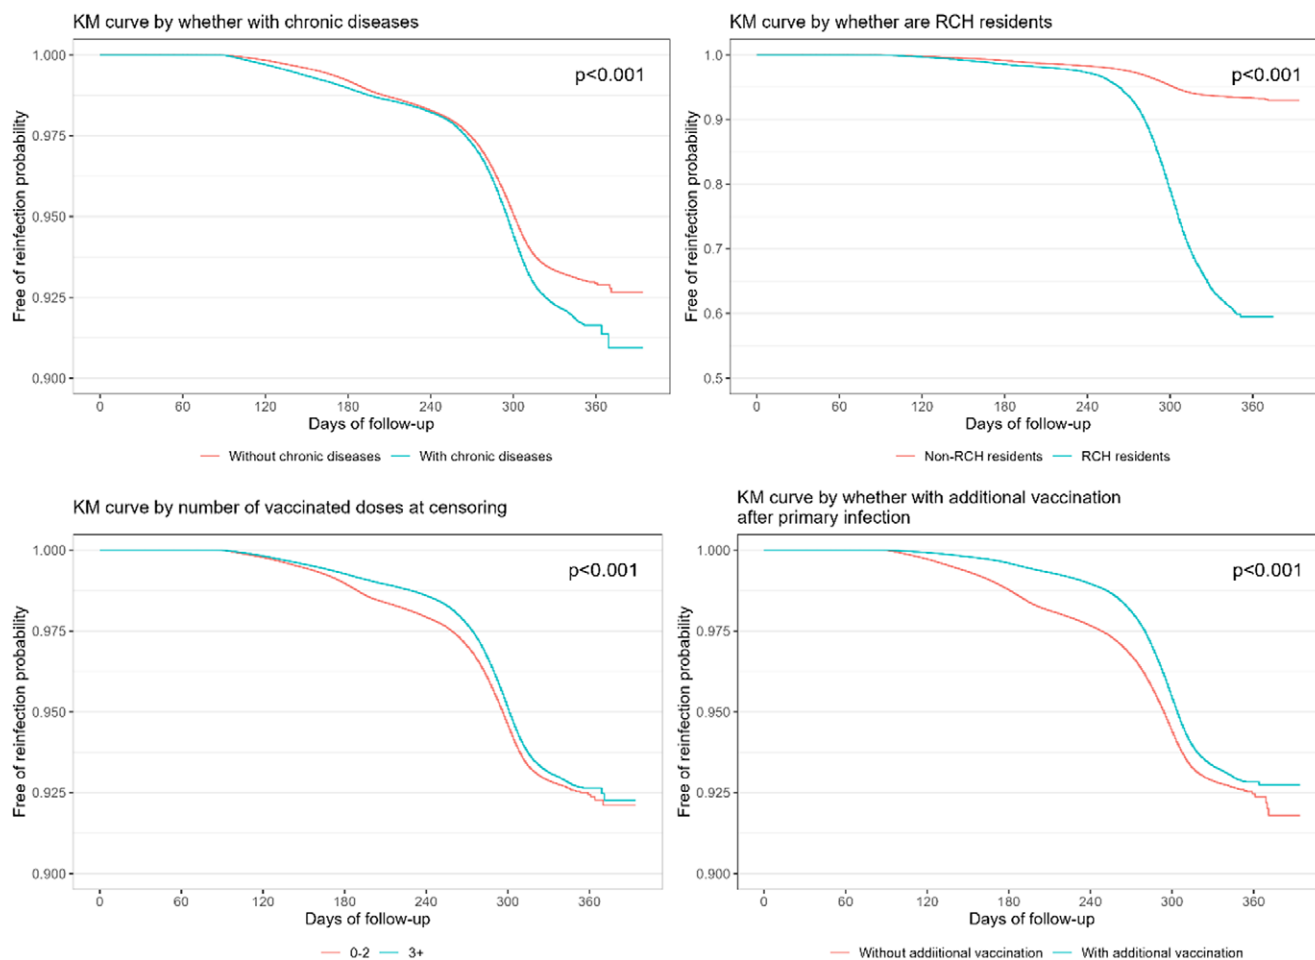 KM curve by whether with chronic diseases
p<0.001
Free of reinfection probability
1.000
0.975
0.950
0.925
0.900
0 60 120 180 240 300 360
Days of follow-up
Without chronic diseases With chronic diseases
KM curve by whether are RCH residents
p<0.001
Free of reinfection probability
1.0
0.9
0.8
0.7
0.6
0.5
0 60 120 180 240 300 360
Days of follow-up
Non-RCH residents RCH residents
KM curve by number of vaccinated doses at censoring
p<0.001
Free of reinfection probability
1.000
0.975
0.950
0.925
0.900
0 60 120 180 240 300 360
Days of follow-up
0-2 3+
KM curve by whether with additional vaccination
after primary infection
p<0.001
Free of reinfection probability
1.000
0.975
0.950
0.925
0.900
0 60 120 180 240 300 360
Days of follow-up
Without addiitional vaccination With additional vaccination